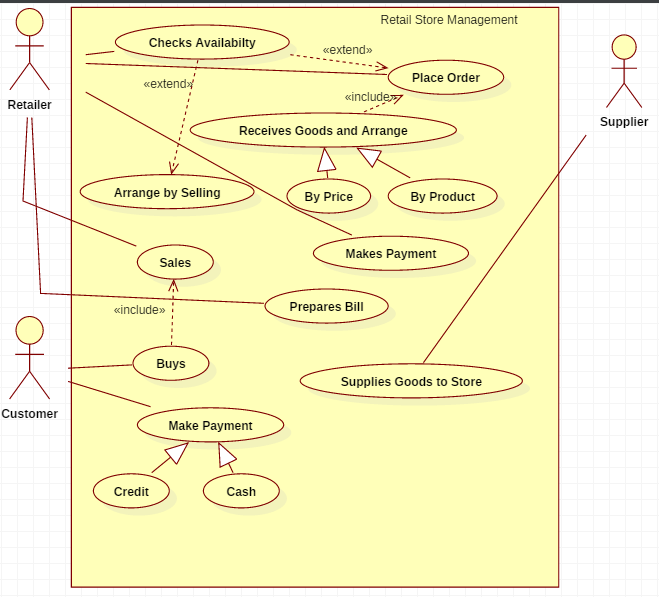 Retail Store Management
Checks Availabilty
«extend»
Place Order
«extend»
«include»
Retailer
Supplier
Receives Goods and Arrange
Arrange by Selling
By Price
By Product
Makes Payment
Sales
«include»
Prepares Bill
Buys
Supplies Goods to Store
Customer
Make Payment
Credit
Cash